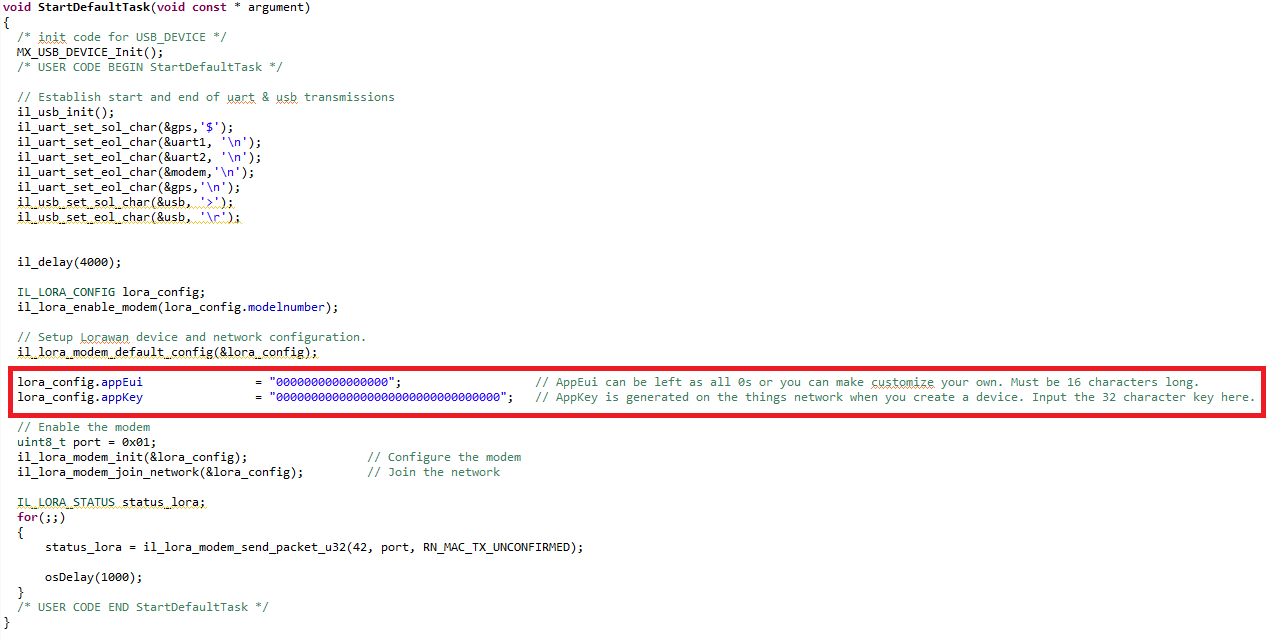 void StartDefaultTask(void const * argument)
{
  /* init code for USB_DEVICE */
  MX_USB_DEVICE_Init();
  /* USER CODE BEGIN StartDefaultTask */
  // Establish start and end of uart & usb transmissions
  il_usb_init();
  il_uart_set_sol_char(&gps,'$');
  il_uart_set_eol_char(&uart1, '\n');
  il_uart_set_eol_char(&uart2, '\n');
  il_uart_set_eol_char(&modem,'\n');
  il_uart_set_eol_char(&gps,'\n');
  il_usb_set_sol_char(&usb, '>');
  il_usb_set_eol_char(&usb, '\r');
  il_delay(4000);
  IL_LORA_CONFIG lora_config;
  il_lora_enable_modem(lora_config.modelnumber);
  // Setup Lorawan device and network configuration.
  il_lora_modem_default_config(&lora_config);
  lora_config.appEui                = "0000000000000000";                   // AppEui can be left as all 0s or you can make customize your own. Must be 16 characters long.
  lora_config.appKey                = "00000000000000000000000000000000";   // AppKey is generated on the things network when you create a device. Input the 32 character key here.
  // Enable the modem
  uint8_t port = 0x01;
  il_lora_modem_init(&lora_config);                 // Configure the modem
  il_lora_modem_join_network(&lora_config);         // Join the network
  IL_LORA_STATUS status_lora;
  for(;;)
  {
      status_lora = il_lora_modem_send_packet_u32(42, port, RN_MAC_TX_UNCONFIRMED);
      osDelay(1000);
  }
  /* USER CODE END StartDefaultTask */
}